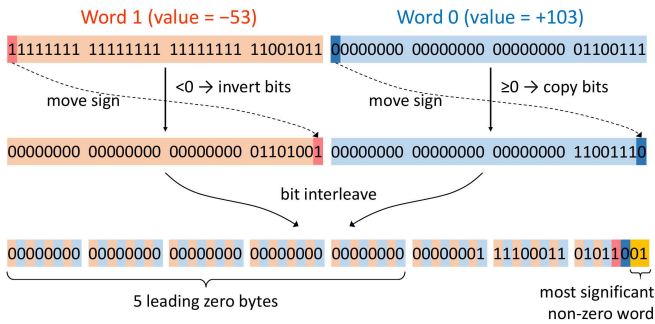 Word 1 (value = −53) Word 0 (value = +103)
11111111 11111111 11111111 11001011 00000000 00000000 00000000 01100111
<0 → invert bits ≥0 → copy bits
move sign move sign
00000000 00000000 00000000 01101001 00000000 00000000 00000000 11001110
bit interleave
00000000 00000000 00000000 00000000 00000000 00000001 11100011 0101110 01
5 leading zero bytes
most significant
non-zero word